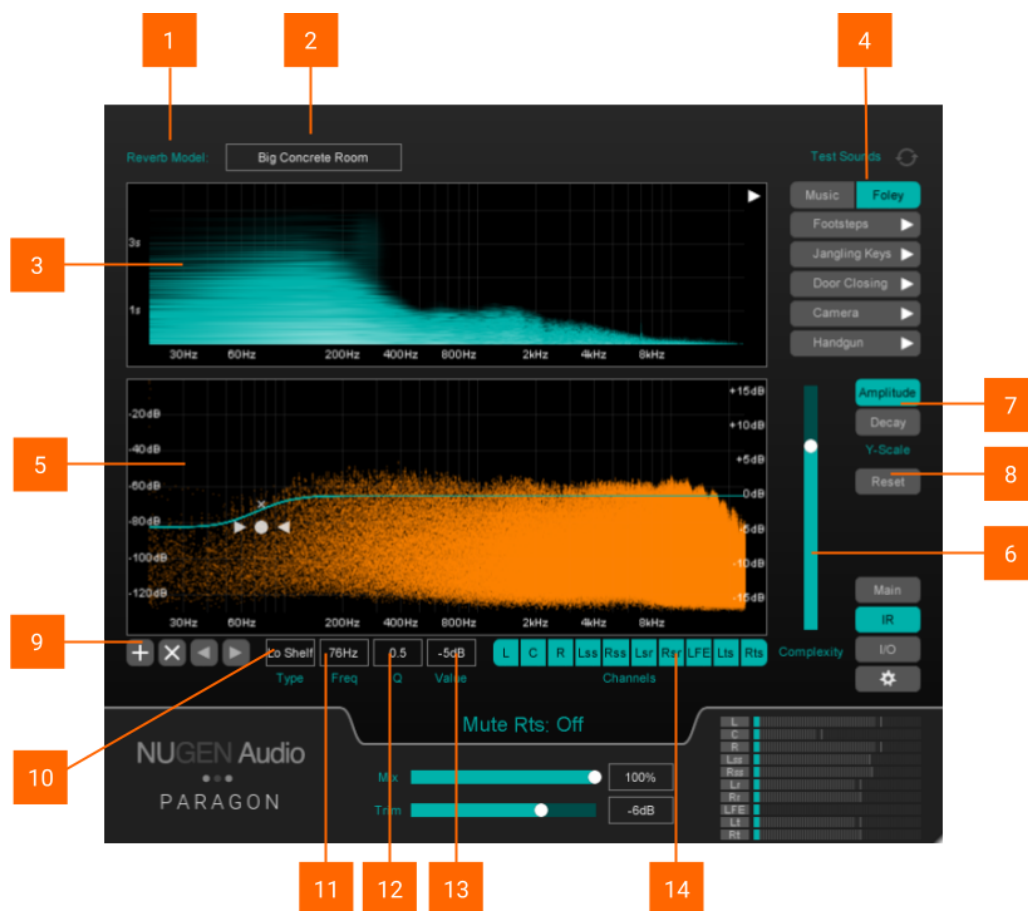 1
2
4
Reverb Model:
Big Concrete Room
Test Sounds
Music
Foley
3s
1s
30Hz 60Hz 200Hz 400Hz 800Hz 2kHz 4kHz 8kHz
Footsteps
Jangling Keys
Door Closing
Camera
Handgun
3
-20dB
-40dB
-60dB
-80dB
-100dB
-120dB
+15dB
+10dB
+5dB
0dB
-5dB
-10dB
-15dB
30Hz 60Hz 200Hz 400Hz 800Hz 2kHz 4kHz 8kHz
5
Amplitude
Decay
Y-Scale
Reset
7
8
6
Main
IR
I/O
Complexity
9
Lo Shelf 76Hz 0.5 -5dB
Type Freq Q Value
L C R Lss Rss Lsr Rsr LFE Lts Rts
Channels
Mute Rts: Off
NUGEN Audio
PARAGON
Mix 100%
Trim -6dB
L
C
R
Lss
Rss
Lr
Rr
LFE
Lt
Rt
10
11
12
13
14